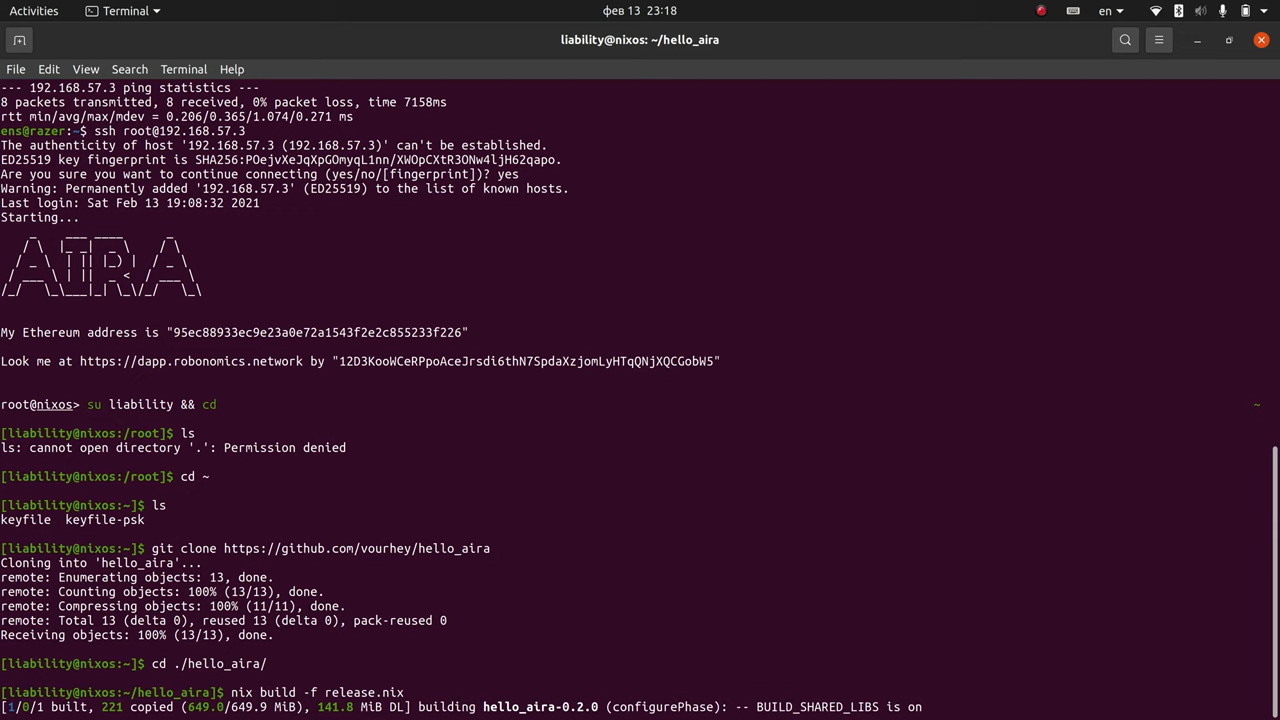 Activities Terminal фев 13 23:18 en
liability@nixos: ~/hello_aira
File Edit View Search Terminal Help
--- 192.168.57.3 ping statistics ---
8 packets transmitted, 8 received, 0% packet loss, time 7158ms
rtt min/avg/max/mdev = 0.206/0.365/1.074/0.271 ms
ens@razer:~$ ssh root@192.168.57.3
The authenticity of host '192.168.57.3 (192.168.57.3)' can't be established.
ED25519 key fingerprint is SHA256:POejvXeJqXpGOmyqL1nn/XWOpCXtR3ONw4ljH62qapo.
Are you sure you want to continue connecting (yes/no/[fingerprint])? yes
Warning: Permanently added '192.168.57.3' (ED25519) to the list of known hosts.
Last login: Sat Feb 13 19:08:32 2021
Starting...
AIRA
My Ethereum address is "95ec88933ec9e23a0e72a1543f2e2c855233f226"
Look me at https://dapp.robonomics.network by "12D3KooWCeRPpoAceJrsdi6thN7SpdaXzjomLyHTqQNjXQCGobW5"
root@nixos> su liability && cd ~
[liability@nixos:/root]$ ls
ls: cannot open directory '.': Permission denied
[liability@nixos:/root]$ cd ~
[liability@nixos:~]$ ls
keyfile keyfile-psk
[liability@nixos:~]$ git clone https://github.com/vourhey/hello_aira
Cloning into 'hello_aira'...
remote: Enumerating objects: 13, done.
remote: Counting objects: 100% (13/13), done.
remote: Compressing objects: 100% (11/11), done.
remote: Total 13 (delta 0), reused 13 (delta 0), pack-reused 0
Receiving objects: 100% (13/13), done.
[liability@nixos:~]$ cd ./hello_aira/
[liability@nixos:~/hello_aira]$ nix build -f release.nix
[1/0/1 built, 221 copied (649.0/649.9 MiB), 141.8 MiB DL] building hello_aira-0.2.0 (configurePhase): -- BUILD_SHARED_LIBS is on